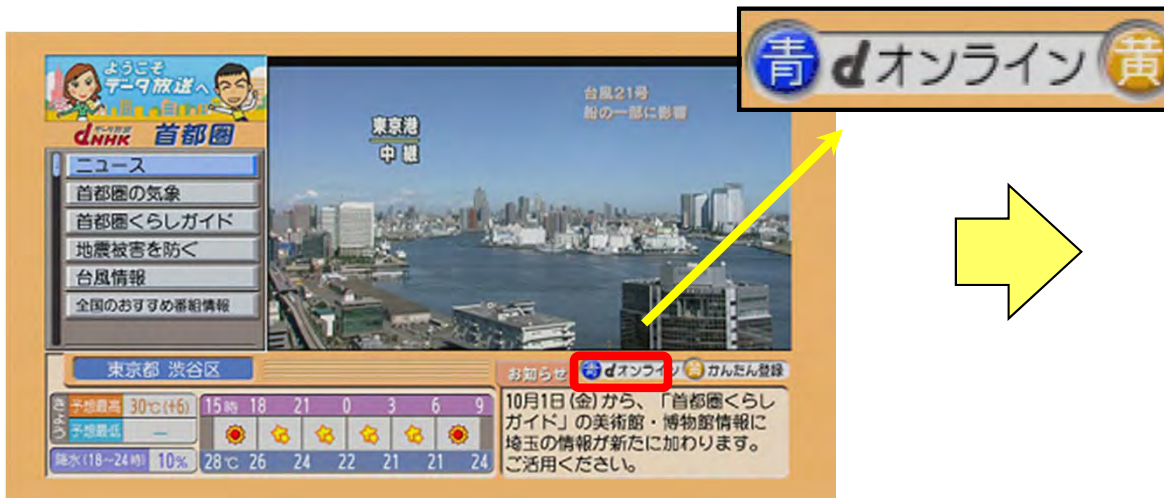 青 dオンライン 黄
ようこそ
データ放送へ
データ放送
dNHK 首都圏
ニュース
首都圏の気象
首都圏くらしガイド
地震被害を防ぐ
台風情報
全国のおすすめ番組情報
台風21号
船の一部に影響
東京港
中継
東京都 渋谷区
きょう
予想最高 30℃(+6)
予想最低 ―
降水(18~24時) 10%
15時 18 21 0 3 6 9
28℃ 26 24 22 21 21 24
お知らせ 青 dオンライン 黄 かんたん登録
10月1日(金)から、「首都圏くらし
ガイド」の美術館・博物館情報に
埼玉の情報が新たに加わります。
ご活用ください。